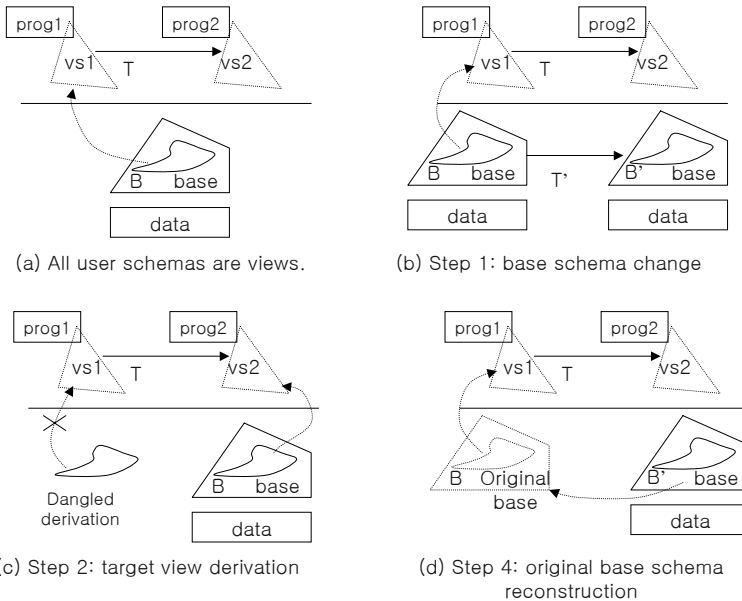 prog1
prog2
vs1
T
vs2
B
base
data
(a) All user schemas are views.
prog1
prog2
vs1
T
vs2
B
base
T'
B'
base
data
data
(b) Step 1: base schema change
prog1
prog2
vs1
T
vs2
Dangled
derivation
B
base
data
(c) Step 2: target view derivation
prog1
prog2
vs1
T
vs2
B
Original
base
B'
base
data
(d) Step 4: original base schema
reconstruction